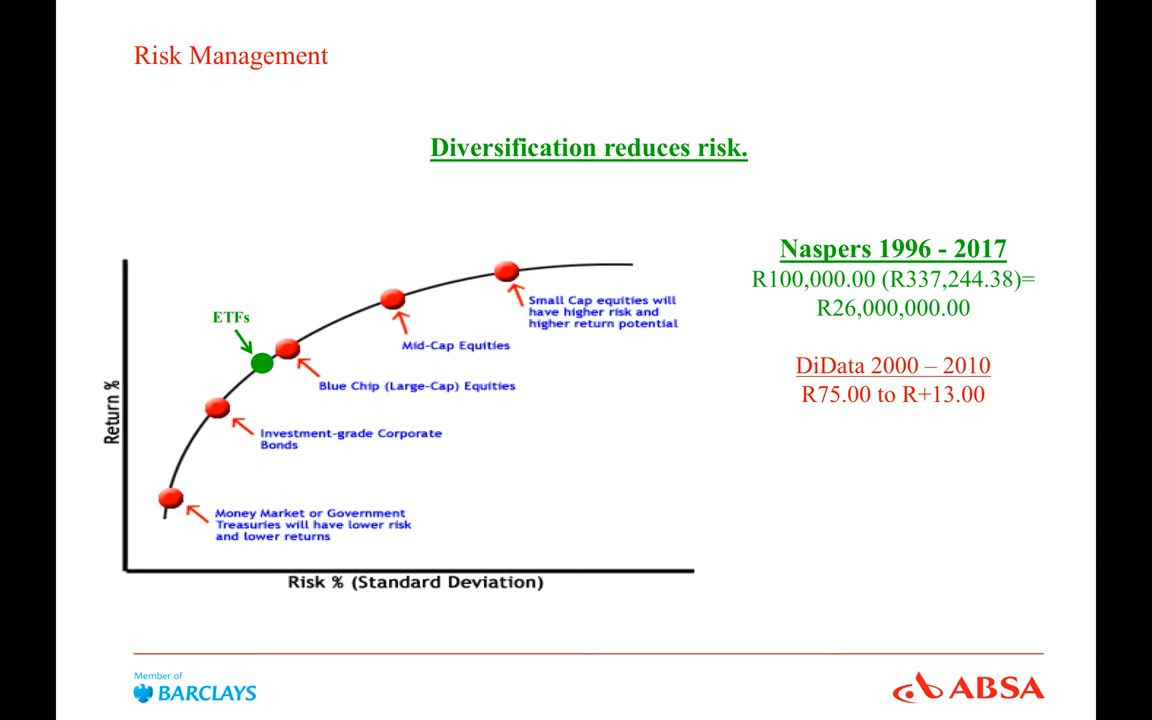 Risk Management
Diversification reduces risk.
Naspers 1996 - 2017
R100,000.00 (R337,244.38)=
R26,000,000.00
DiData 2000 – 2010
R75.00 to R+13.00
ETFs
Small Cap equities will
have higher risk and
higher return potential
Mid-Cap Equities
Blue Chip (Large-Cap) Equities
Investment-grade Corporate
Bonds
Money Market or Government
Treasuries will have lower risk
and lower returns
Return %
Risk % (Standard Deviation)
Member of
BARCLAYS
ABSA